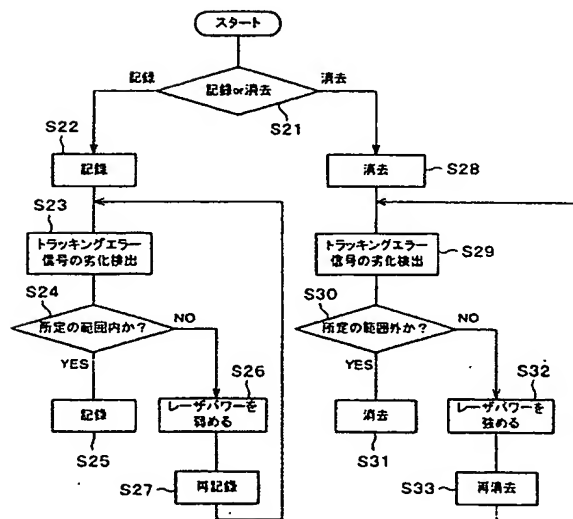 スタート
記録
消去
記録or消去
S21
S22
記録
消去
S28
S23
トラッキングエラー
信号の劣化検出
トラッキングエラー
信号の劣化検出
S29
S24
所定の範囲内か?
NO
YES
S30
所定の範囲外か?
NO
YES
S26
レーザパワーを
弱める
S32
レーザパワーを
強める
記録
S25
消去
S31
S27
再記録
S33
再消去